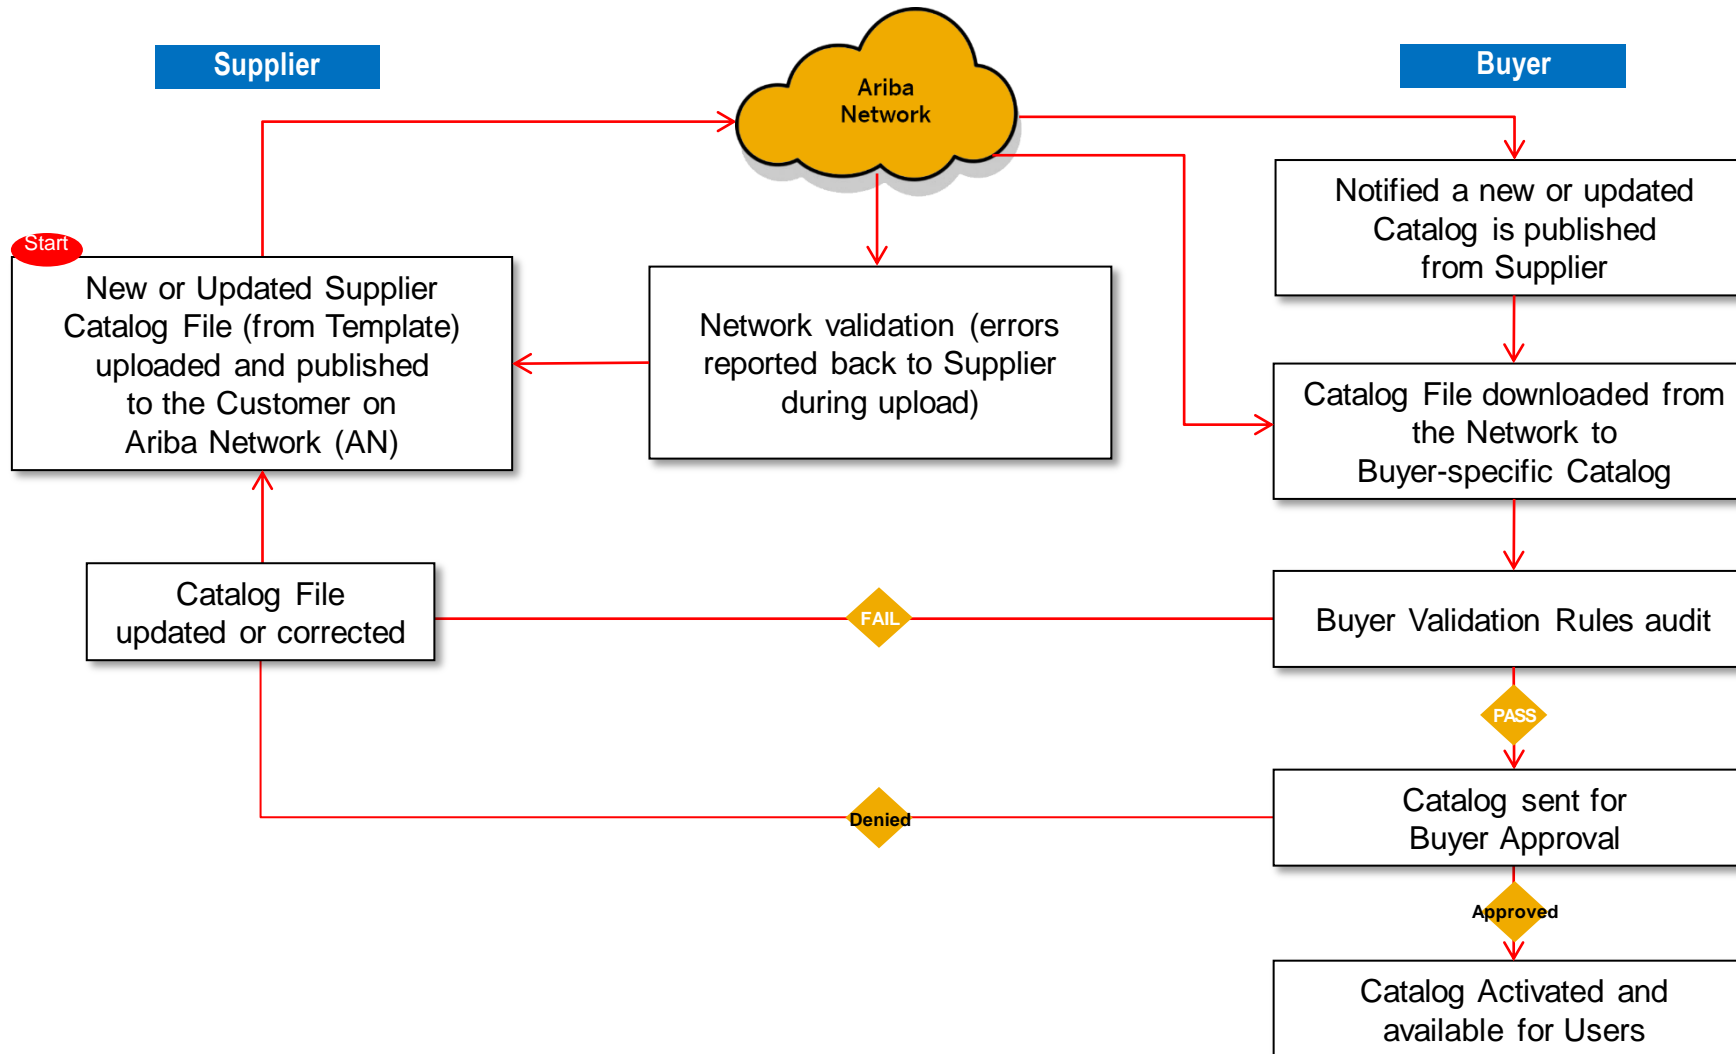 Supplier
Ariba
Network
Buyer
Start
New or Updated Supplier
Catalog File (from Template)
uploaded and published
to the Customer on
Ariba Network (AN)
Network validation (errors
reported back to Supplier
during upload)
Notified a new or updated
Catalog is published
from Supplier
Catalog File downloaded from
the Network to
Buyer-specific Catalog
Catalog File
updated or corrected
FAIL
Buyer Validation Rules audit
PASS
Denied
Catalog sent for
Buyer Approval
Approved
Catalog Activated and
available for Users